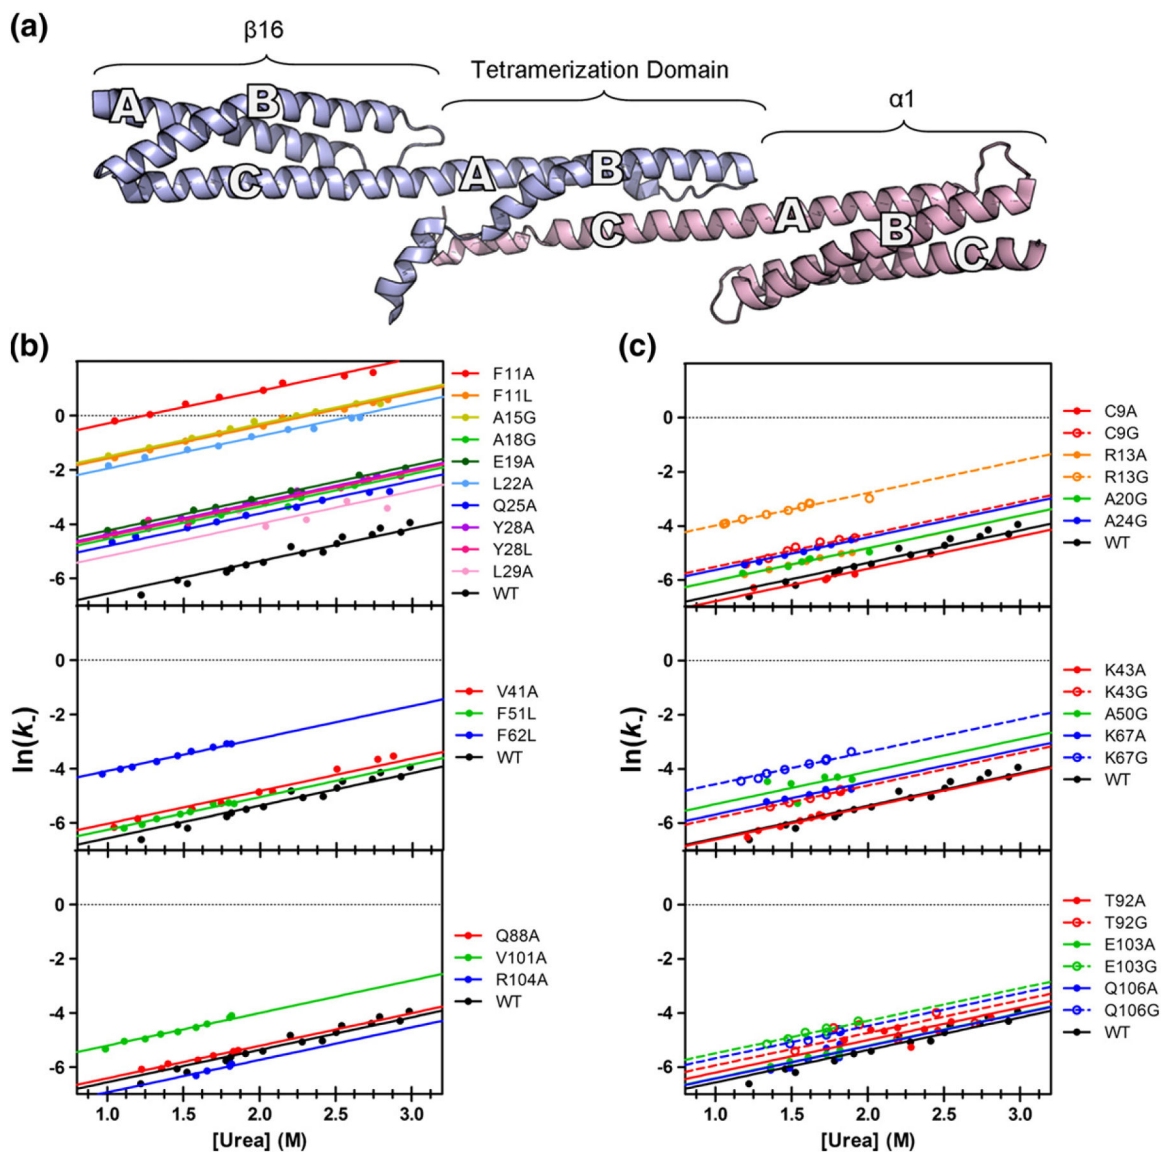 (a)
β16
Tetramerization Domain
α1
A
B
C
A
B
C
A
B
C
(b)
(c)
ln(k-)
0
-2
-4
-6
F11A
F11L
A15G
A18G
E19A
L22A
Q25A
Y28A
Y28L
L29A
WT
0
-2
-4
-6
V41A
F51L
F62L
WT
0
-2
-4
-6
Q88A
V101A
R104A
WT
1.0 1.5 2.0 2.5 3.0
[Urea] (M)
ln(k-)
0
-2
-4
-6
C9A
C9G
R13A
R13G
A20G
A24G
WT
0
-2
-4
-6
K43A
K43G
A50G
K67A
K67G
WT
0
-2
-4
-6
T92A
T92G
E103A
E103G
Q106A
Q106G
WT
1.0 1.5 2.0 2.5 3.0
[Urea] (M)